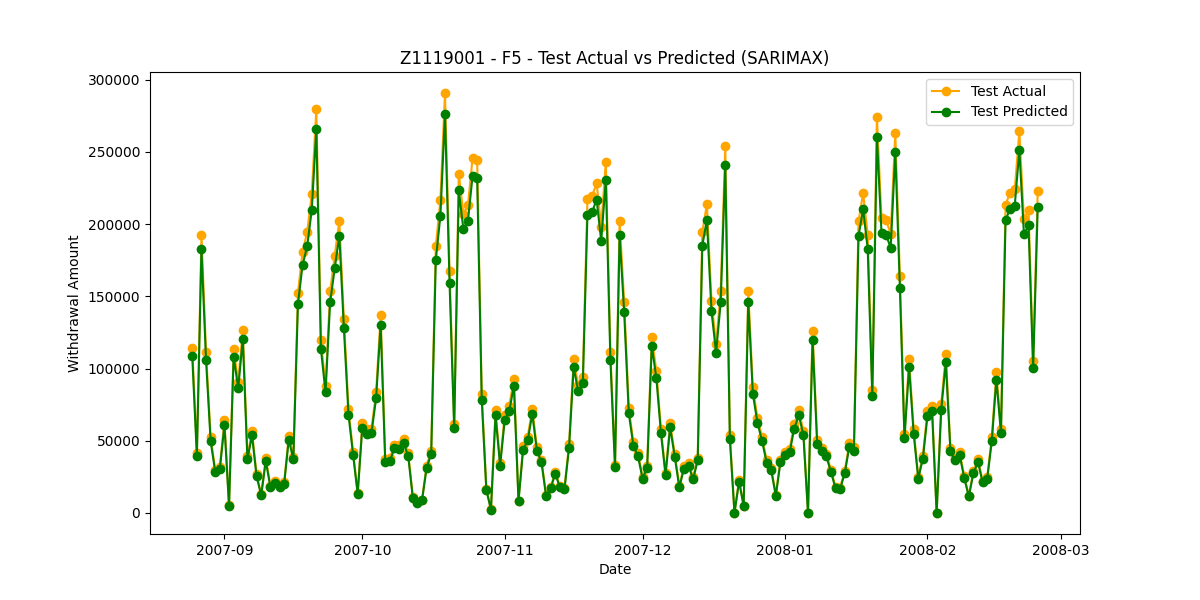 Z1119001 - F5 - Test Actual vs Predicted (SARIMAX)
Test Actual
Test Predicted
300000
250000
200000
150000
100000
50000
0
Withdrawal Amount
2007-09 2007-10 2007-11 2007-12 2008-01 2008-02 2008-03
Date